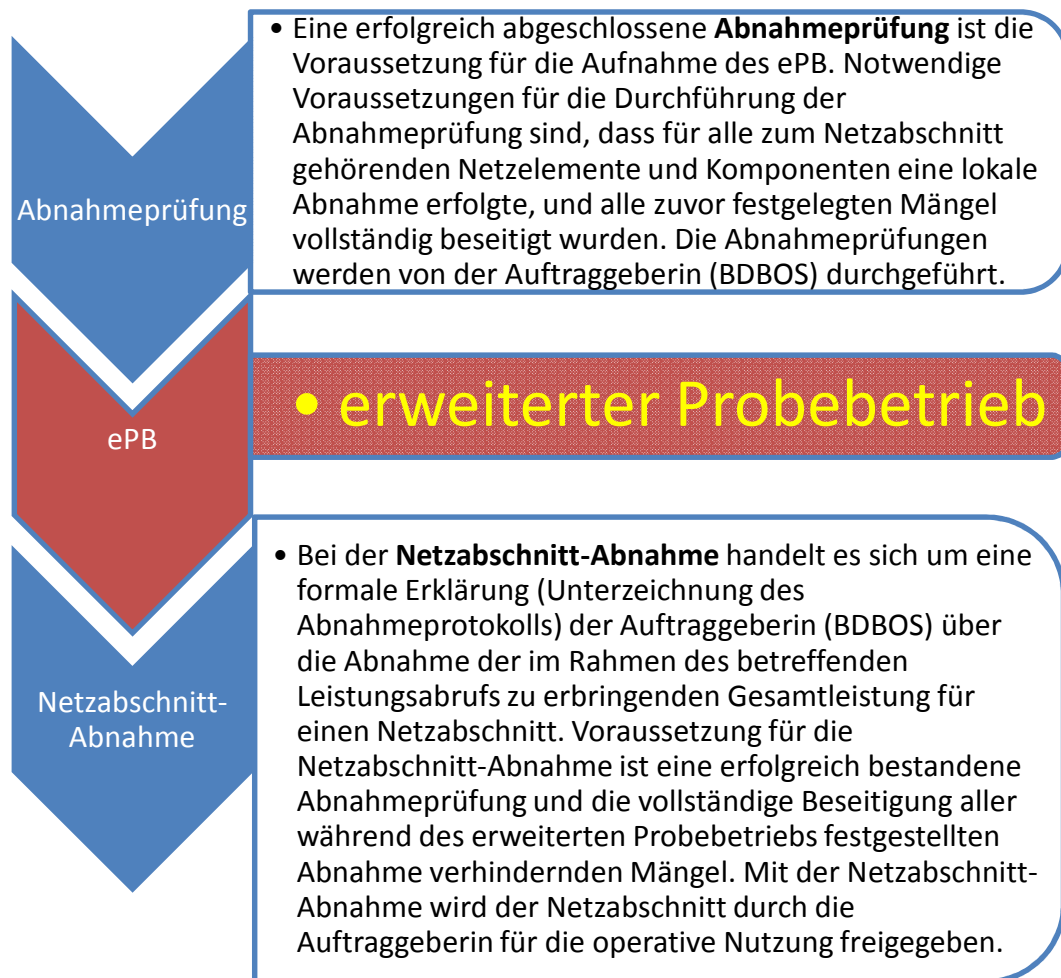 Abnahmeprüfung
• Eine erfolgreich abgeschlossene Abnahmeprüfung ist die
Voraussetzung für die Aufnahme des ePB. Notwendige
Voraussetzungen für die Durchführung der
Abnahmeprüfung sind, dass für alle zum Netzabschnitt
gehörenden Netzelemente und Komponenten eine lokale
Abnahme erfolgte, und alle zuvor festgelegten Mängel
vollständig beseitigt wurden. Die Abnahmeprüfungen
werden von der Auftraggeberin (BDBOS) durchgeführt.
ePB
• erweiterter Probebetrieb
Netzabschnitt-
Abnahme
• Bei der Netzabschnitt-Abnahme handelt es sich um eine
formale Erklärung (Unterzeichnung des
Abnahmeprotokolls) der Auftraggeberin (BDBOS) über
die Abnahme der im Rahmen des betreffenden
Leistungsabrufs zu erbringenden Gesamtleistung für
einen Netzabschnitt. Voraussetzung für die
Netzabschnitt-Abnahme ist eine erfolgreich bestandene
Abnahmeprüfung und die vollständige Beseitigung aller
während des erweiterten Probebetriebs festgestellten
Abnahme verhindernden Mängel. Mit der Netzabschnitt-
Abnahme wird der Netzabschnitt durch die
Auftraggeberin für die operative Nutzung freigegeben.